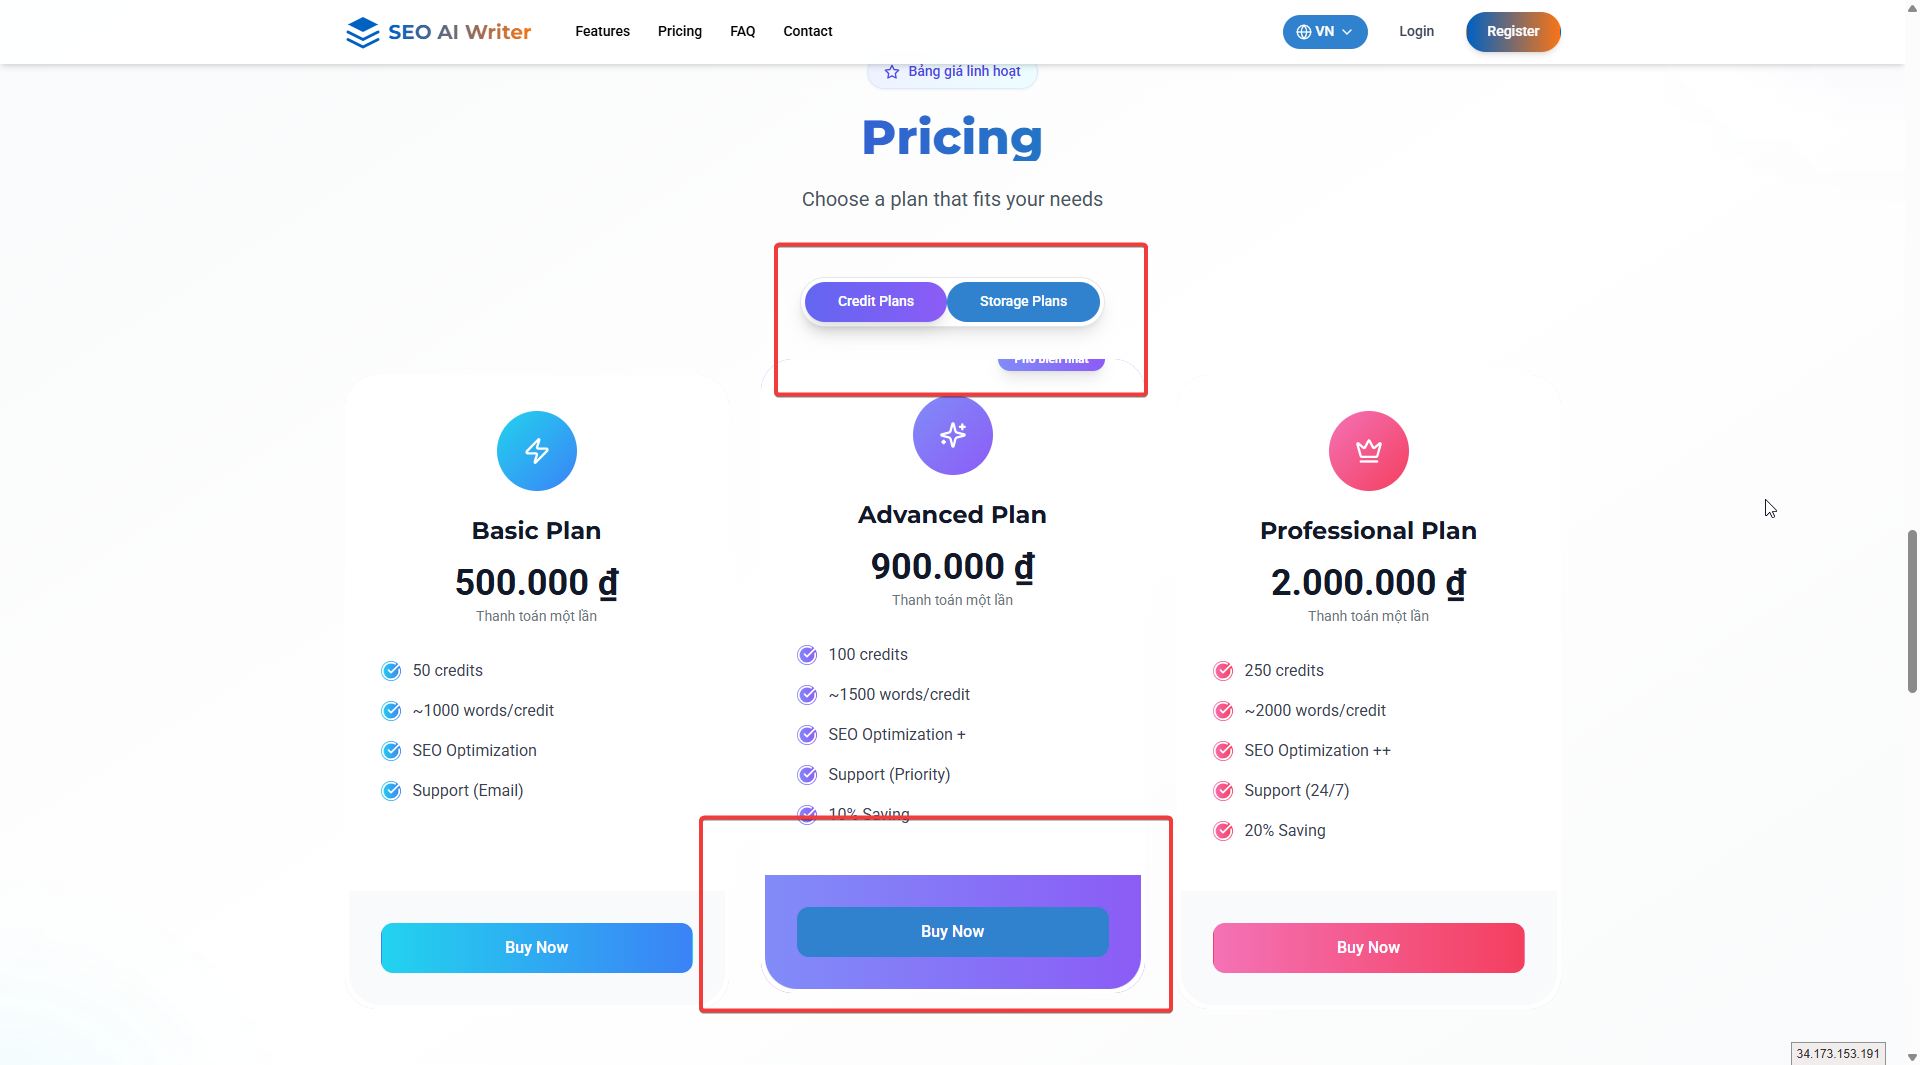 SEO AI Writer
Features
Pricing
FAQ
Contact
VN
Login
Register
Bảng giá linh hoạt
Pricing
Choose a plan that fits your needs
Credit Plans
Storage Plans
Phổ biến nhất
Basic Plan
500.000 ₫
Thanh toán một lần
50 credits
~1000 words/credit
SEO Optimization
Support (Email)
Buy Now
Advanced Plan
900.000 ₫
Thanh toán một lần
100 credits
~1500 words/credit
SEO Optimization +
Support (Priority)
10% Saving
Buy Now
Professional Plan
2.000.000 ₫
Thanh toán một lần
250 credits
~2000 words/credit
SEO Optimization ++
Support (24/7)
20% Saving
Buy Now
34.173.153.191